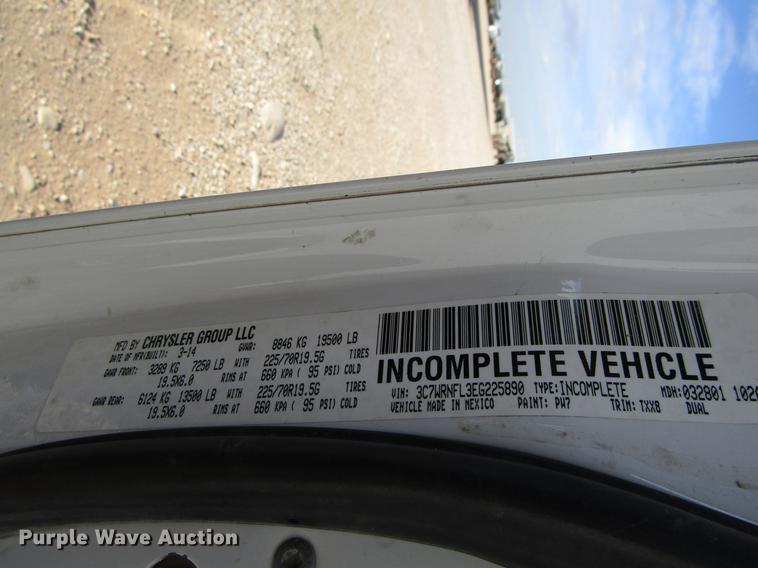 MFD BY CHRYSLER GROUP LLC
DATE OF MFR(BUILT): 3-14 GVWR: 8846 KG 19500 LB
GAWR FRONT: 3289 KG 7250 LB WITH 225/70R19.5G TIRES
19.5X6.0 RIMS AT 660 KPA ( 95 PSI) COLD
GAWR REAR: 6124 KG 13500 LB WITH 225/70R19.5G TIRES
19.5X6.0 RIMS AT 660 KPA ( 95 PSI) COLD
INCOMPLETE VEHICLE
VIN: 3C7WRNFL3EG225890 TYPE:INCOMPLETE MDH:032801 102
VEHICLE MADE IN MEXICO PAINT: PW7 TRIM: TXX8 DUAL
Purple Wave Auction